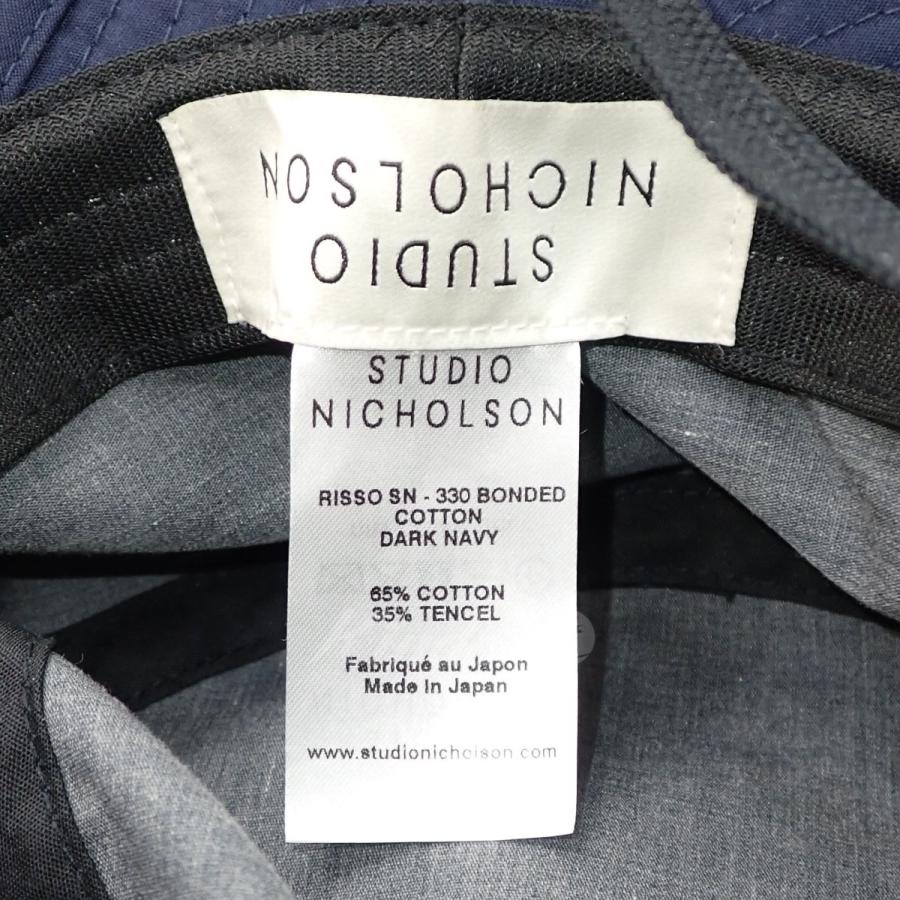 STUDIO
NICHOLSON
STUDIO
NICHOLSON
RISSO SN - 330 BONDED
COTTON
DARK NAVY
65% COTTON
35% TENCEL
Fabriqué au Japon
Made In Japan
www.studionicholson.com